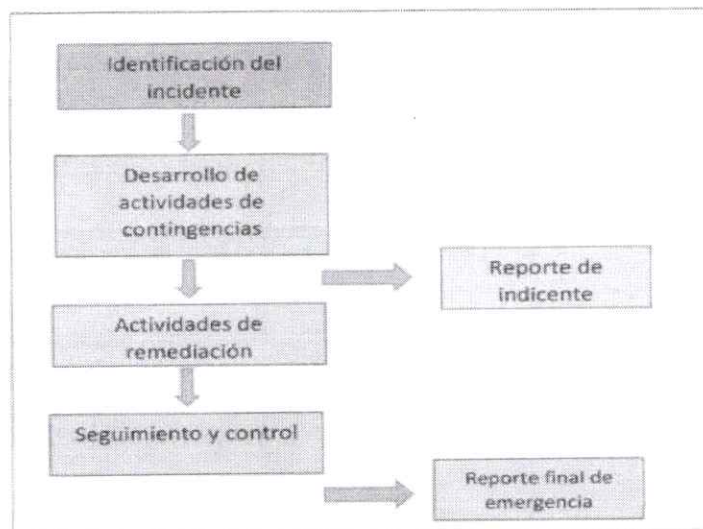 Identificación del
incidente
Desarrollo de
actividades de
contingencias
Reporte de
indicente
Actividades de
remediación
Seguimiento y control
Reporte final de
emergencia